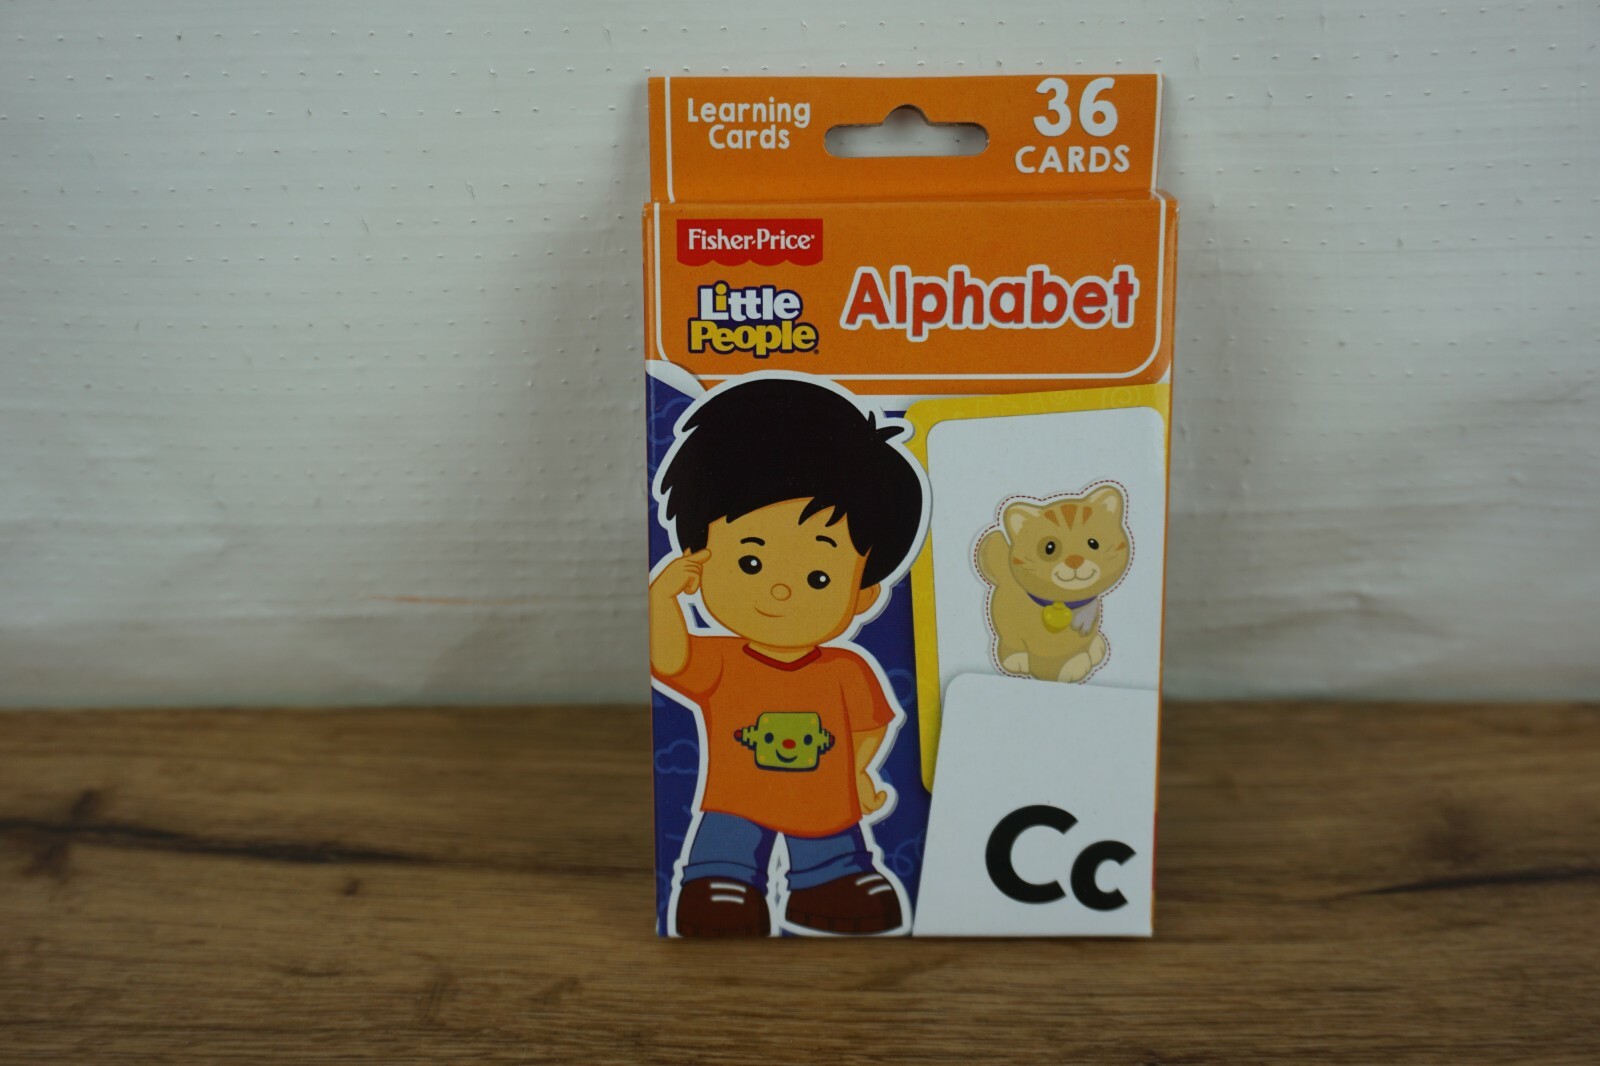 Learning
Cards
36
CARDS
Fisher-Price®
Little
People®
Alphabet
Cc